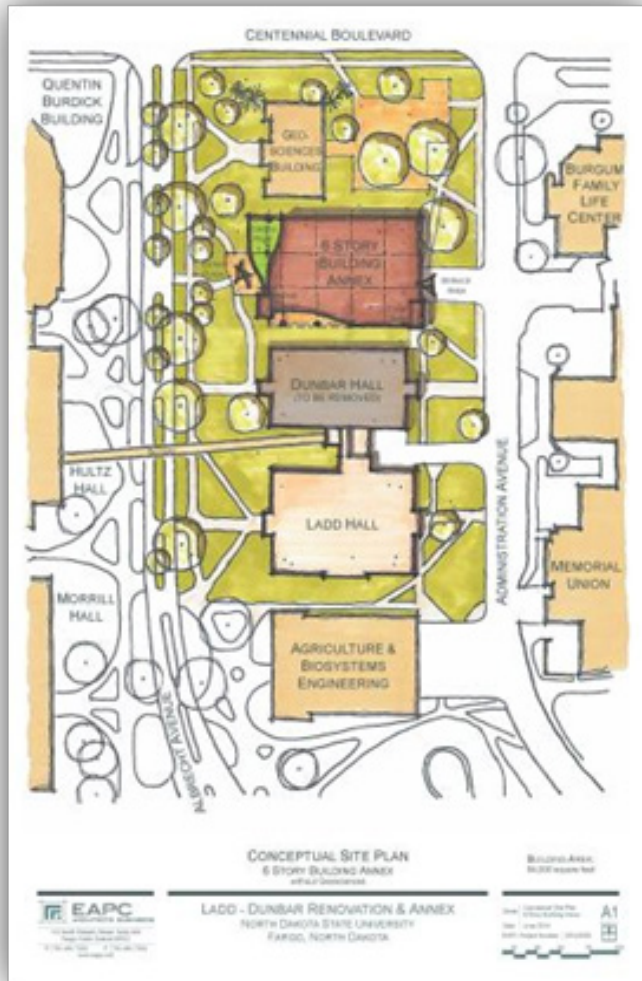 CENTENNIAL BOULEVARD
QUENTIN
BURDICK
BUILDING
GEO-
SCIENCES
BUILDING
BURGUM
FAMILY
LIFE
CENTER
6 STORY
BUILDING
ANNEX
DUNBAR HALL
(TO BE REMOVED)
HULTZ
HALL
LADD HALL
ADMINISTRATION AVENUE
MEMORIAL
UNION
MORRILL
HALL
AGRICULTURE &
BIOSYSTEMS
ENGINEERING
ALBRECHT AVENUE
CONCEPTUAL SITE PLAN
6 STORY BUILDING ANNEX
BUILDING AREA:
square feet
EAPC
LADD - DUNBAR RENOVATION & ANNEX
NORTH DAKOTA STATE UNIVERSITY
FARGO, NORTH DAKOTA
A1